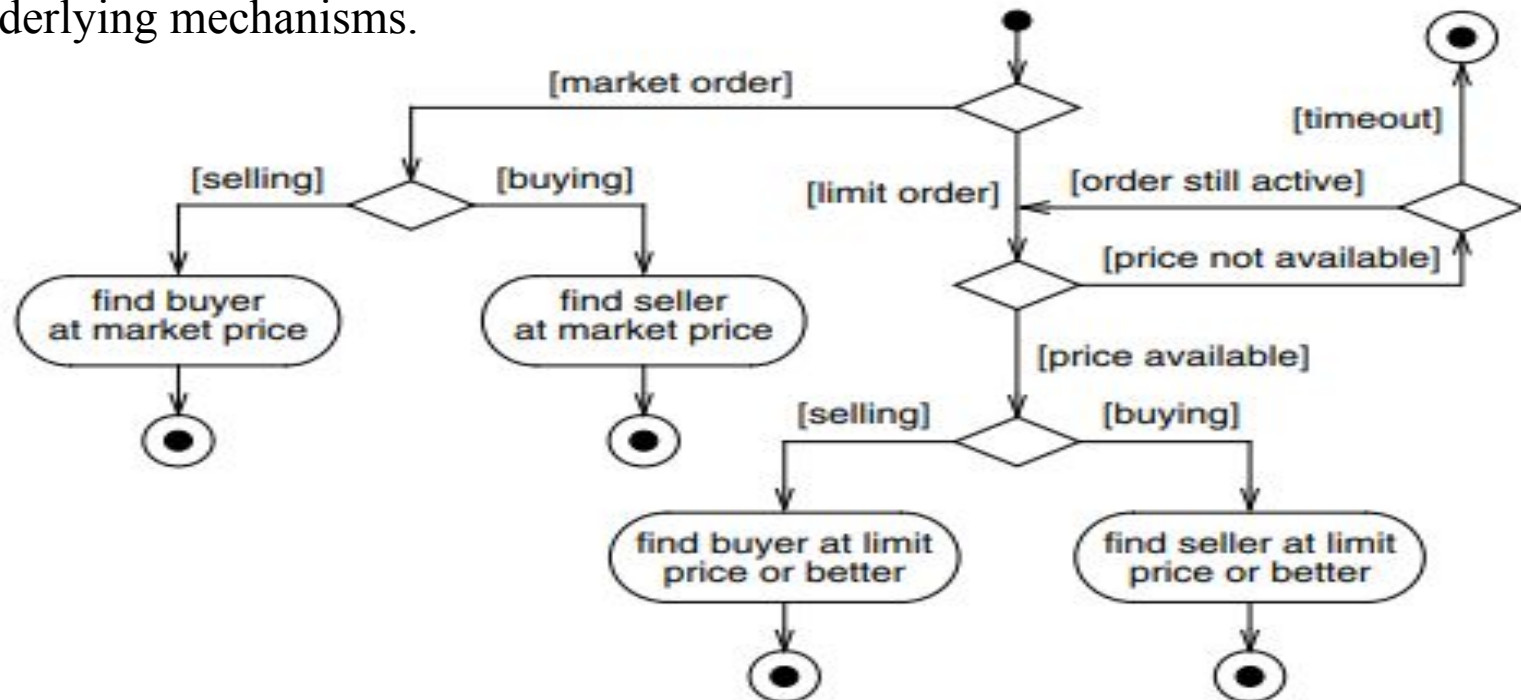 derlying mechanisms.
[market order]
[timeout]
[selling]
[buying]
[limit order]
[order still active]
[price not available]
find buyer
at market price
find seller
at market price
[price available]
[selling]
[buying]
find buyer at limit
price or better
find seller at limit
price or better